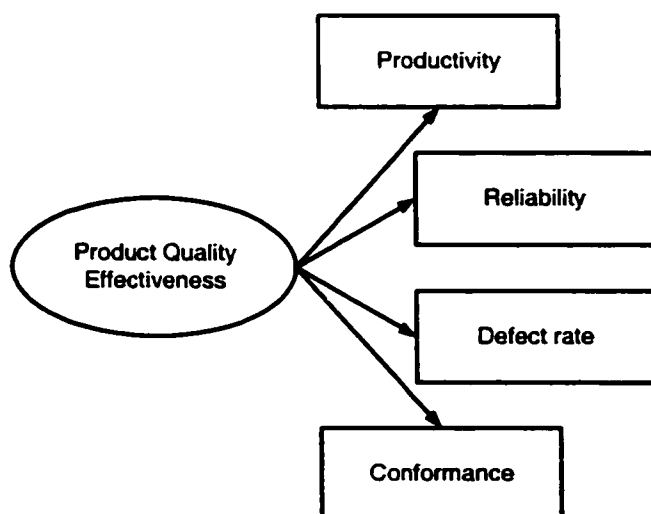 Productivity
Reliability
Product Quality
Effectiveness
Defect rate
Conformance